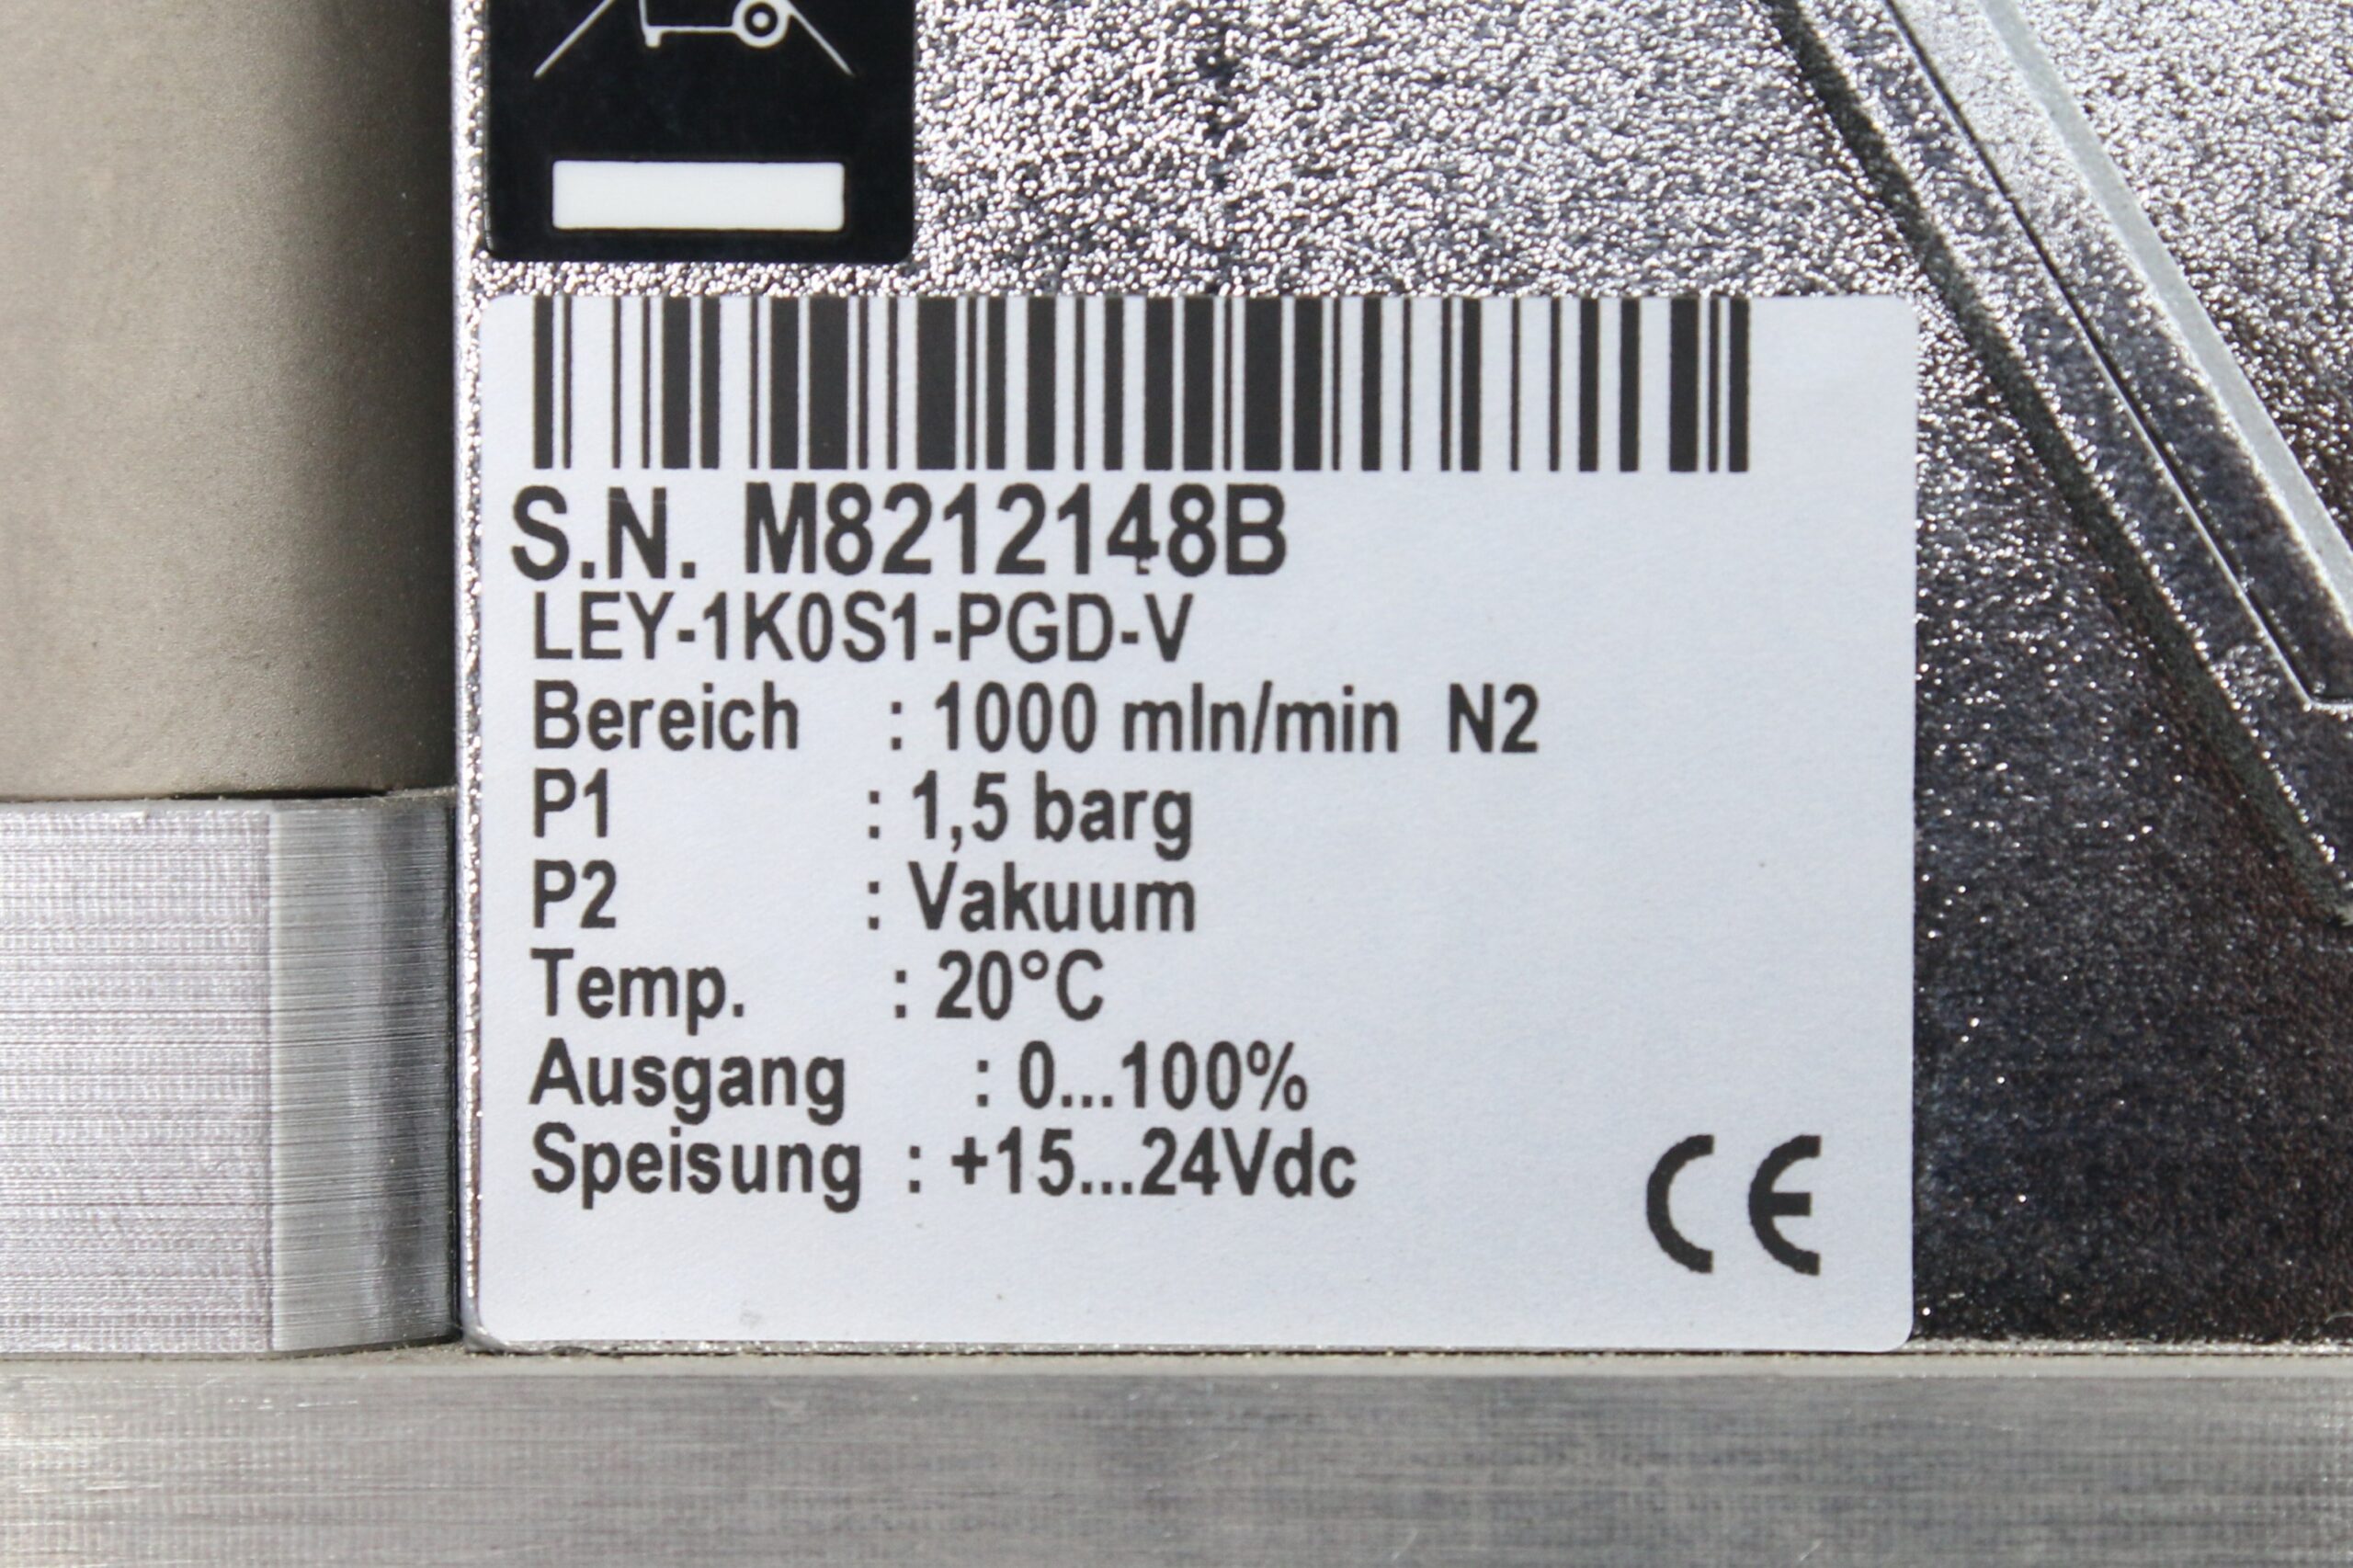 S.N. M8212148B
LEY-1K0S1-PGD-V
Bereich : 1000 mln/min N2
P1 : 1,5 barg
P2 : Vakuum
Temp. : 20°C
Ausgang : 0...100%
Speisung : +15...24Vdc
CE